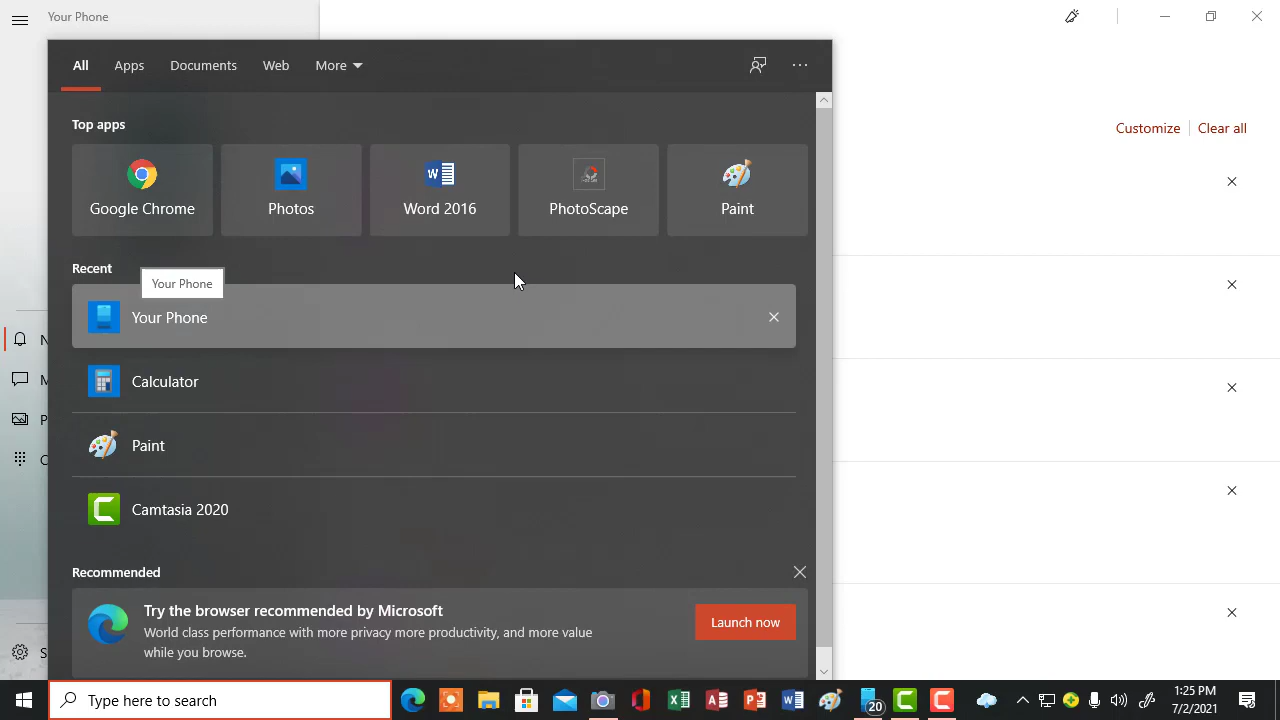 Your Phone
All Apps Documents Web More
Customize Clear all
Top apps
Google Chrome Photos Word 2016 PhotoScape Paint
Recent
Your Phone
Your Phone
N
Calculator
M
P
Paint
C
Camtasia 2020
Recommended
Try the browser recommended by Microsoft
World class performance with more privacy more productivity, and more value
while you browse.
Launch now
S
Type here to search
20
1:25 PM
7/2/2021